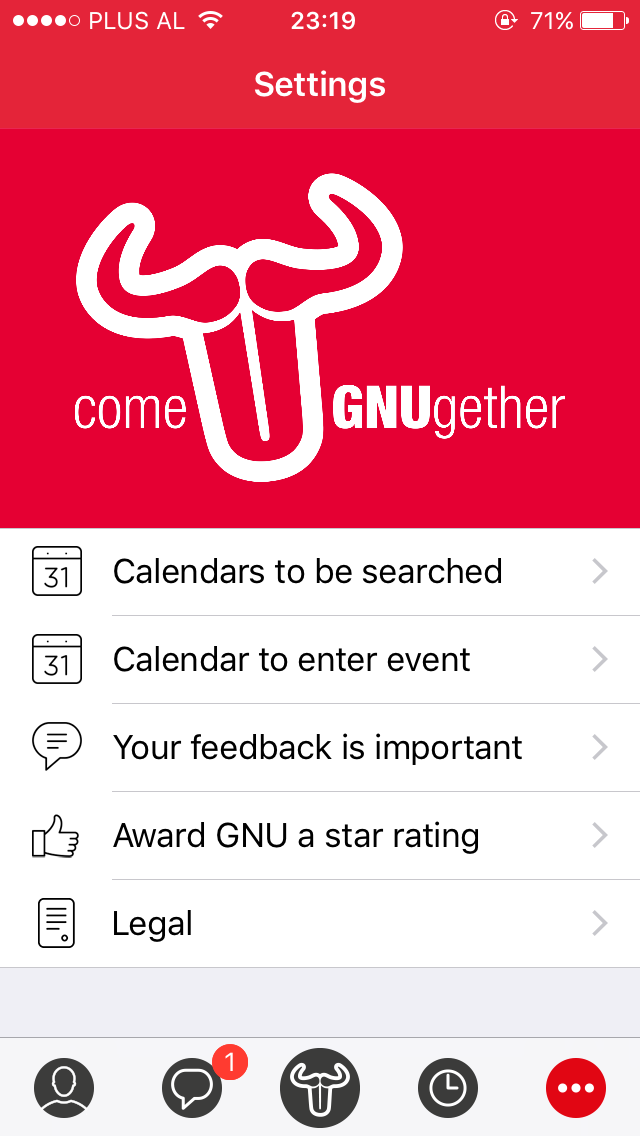 PLUS AL 23:19 71%
Settings
come GNUgether
31 Calendars to be searched
31 Calendar to enter event
Your feedback is important
Award GNU a star rating
Legal
1